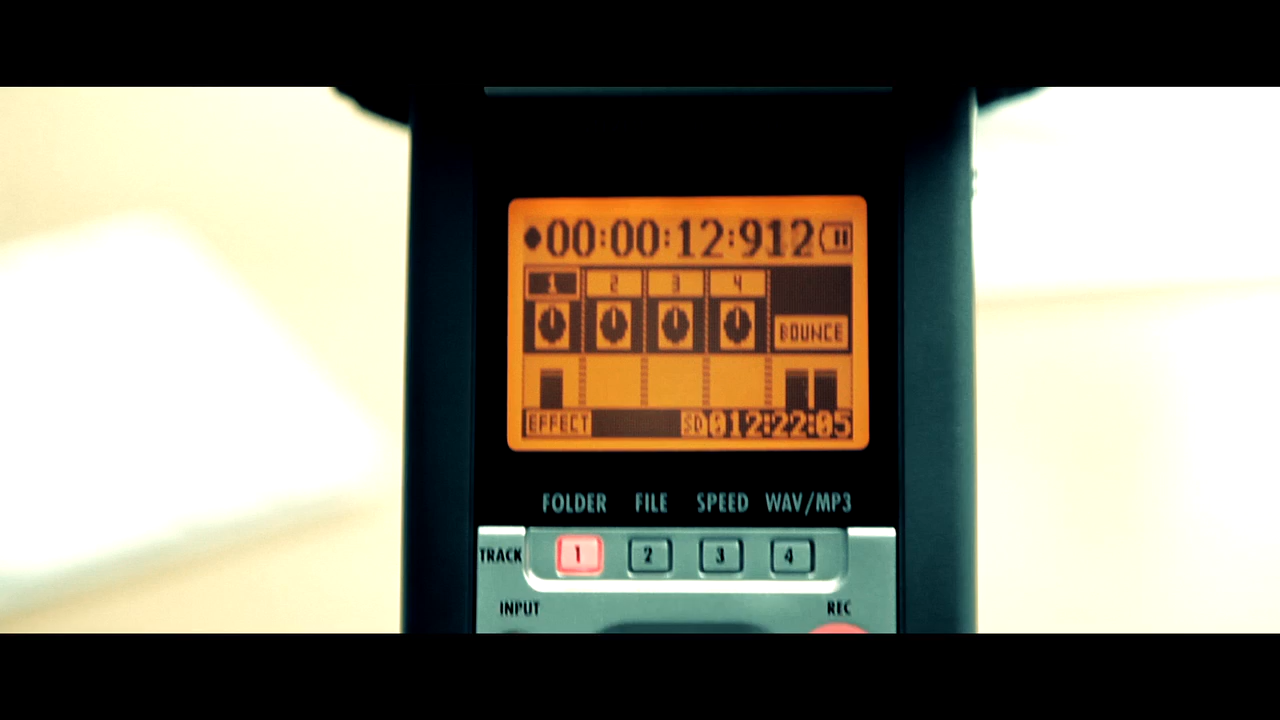 00:00:12:912
1 2 3 4
BOUNCE
EFFECT SD012:22:05
FOLDER FILE SPEED WAV/MP3
TRACK 1 2 3 4
INPUT REC